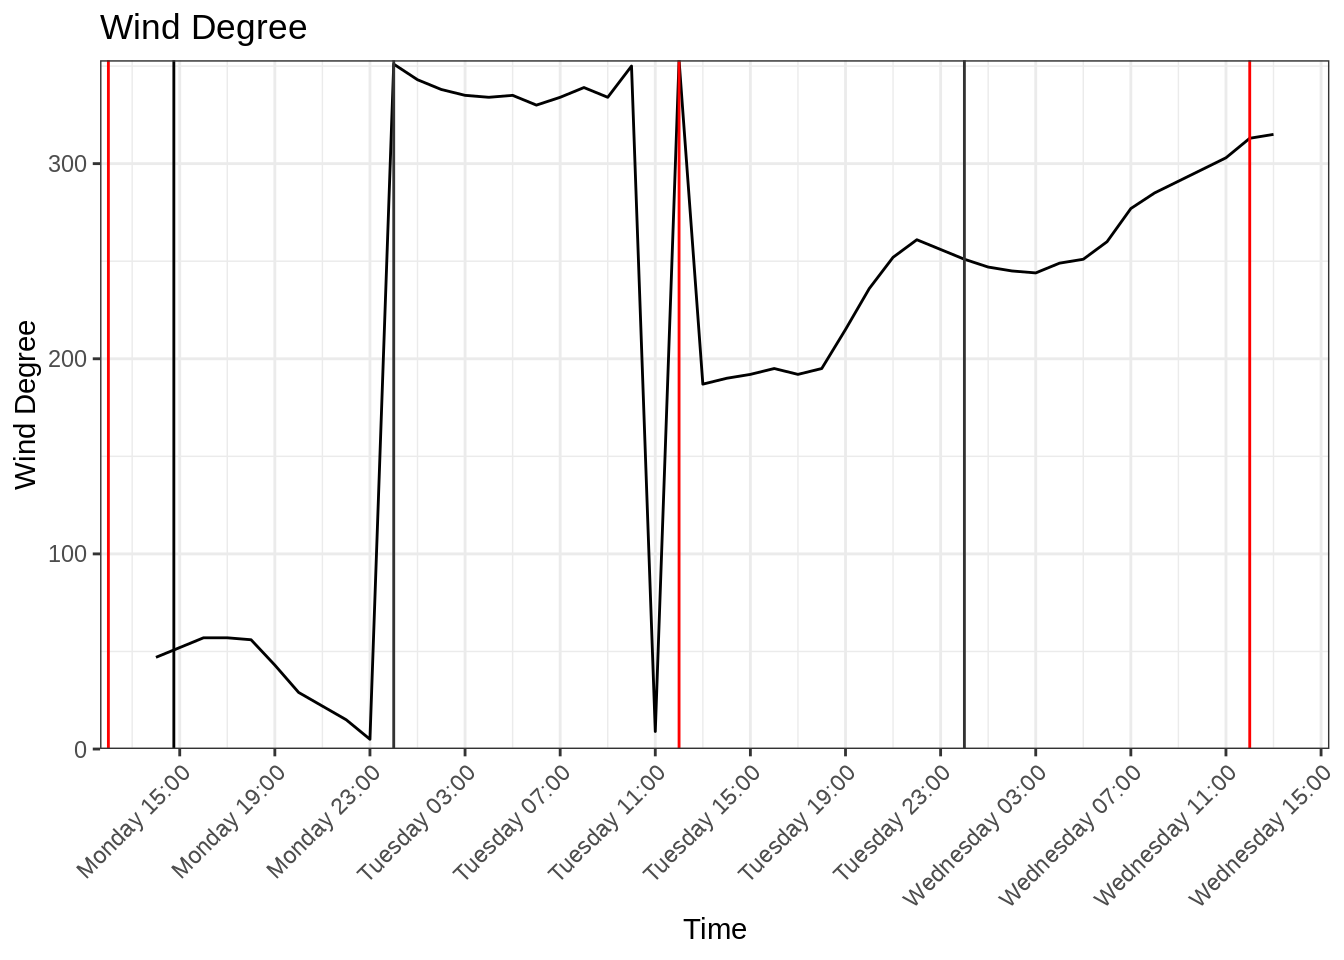 Wind Degree
Wind Degree
300
200
100
0
Monday 15:00
Monday 19:00
Monday 23:00
Tuesday 03:00
Tuesday 07:00
Tuesday 11:00
Tuesday 15:00
Tuesday 19:00
Tuesday 23:00
Wednesday 03:00
Wednesday 07:00
Wednesday 11:00
Wednesday 15:00
Time